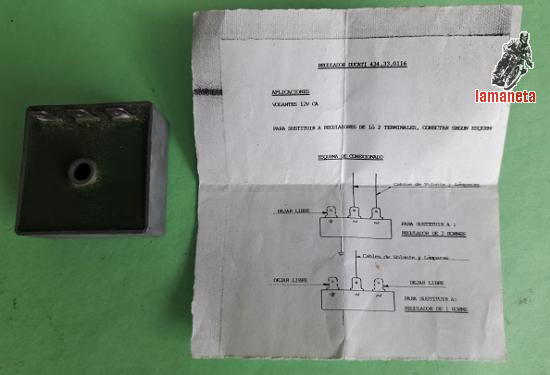 lamaneta
REGULADOR DUCATI 434.33.0116
APLICACIONES
VOLANTES 12V CA
PARA SUSTITUIR A REGULADORES DE 1ó 2 TERMINALES, CONECTAR SEGUN ESQUEM
ESQUEMA DE CONEXIONADO
Cables de Volante y Lámparas
DEJAR LIBRE
PARA SUSTITUIR A :
REGULADOR DE 2 BORNES
Cables de Volante y Lámparas
DEJAR LIBRE
DEJAR LIBRE
PARA SUSTITUIR A:
REGULADOR DE 1 BORNE